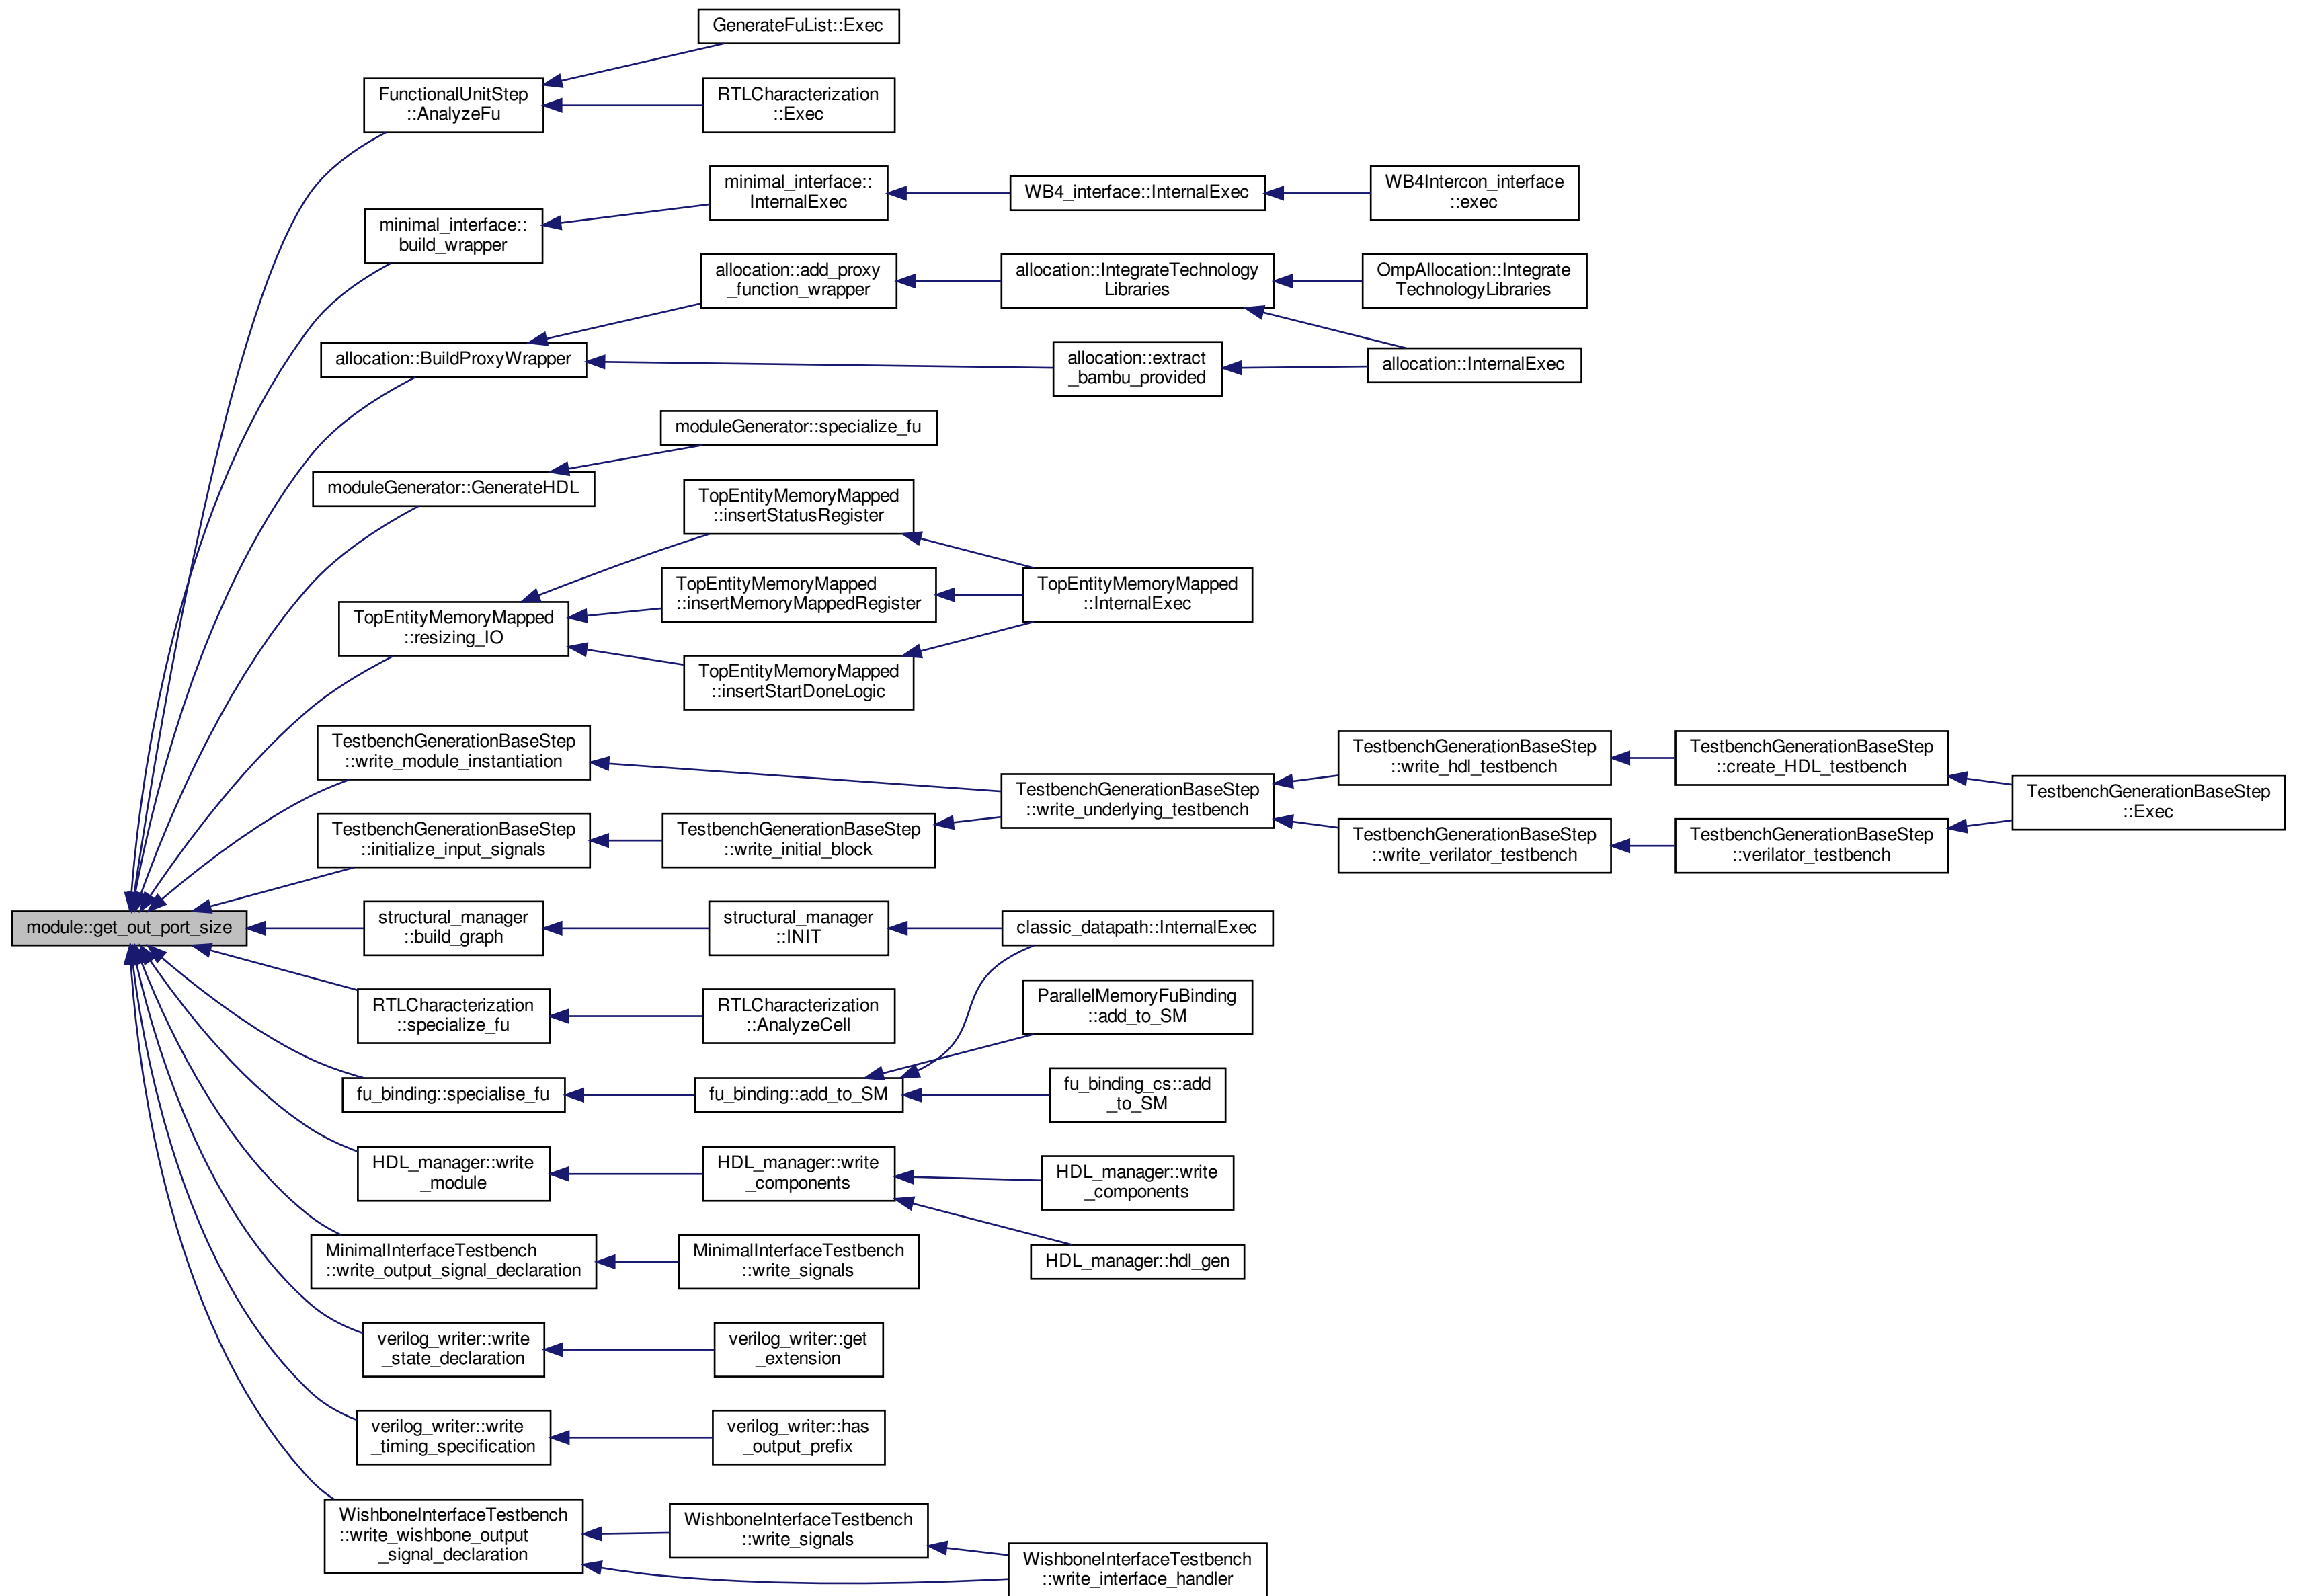 GenerateFuList::Exec
FunctionalUnitStep
::AnalyzeFu
RTLCharacterization
::Exec
minimal_interface::
build_wrapper
minimal_interface::
InternalExec
WB4_interface::InternalExec
WB4Intercon_interface
::exec
allocation::BuildProxyWrapper
allocation::add_proxy
_function_wrapper
allocation::IntegrateTechnology
Libraries
OmpAllocation::Integrate
TechnologyLibraries
allocation::extract
_bambu_provided
allocation::InternalExec
moduleGenerator::GenerateHDL
moduleGenerator::specialize_fu
TopEntityMemoryMapped
::resizing_IO
TopEntityMemoryMapped
::insertStatusRegister
TopEntityMemoryMapped
::insertMemoryMappedRegister
TopEntityMemoryMapped
::insertStartDoneLogic
TopEntityMemoryMapped
::InternalExec
TestbenchGenerationBaseStep
::write_module_instantiation
TestbenchGenerationBaseStep
::initialize_input_signals
TestbenchGenerationBaseStep
::write_initial_block
TestbenchGenerationBaseStep
::write_underlying_testbench
TestbenchGenerationBaseStep
::write_hdl_testbench
TestbenchGenerationBaseStep
::create_HDL_testbench
TestbenchGenerationBaseStep
::write_verilator_testbench
TestbenchGenerationBaseStep
::verilator_testbench
TestbenchGenerationBaseStep
::Exec
module::get_out_port_size
structural_manager
::build_graph
structural_manager
::INIT
classic_datapath::InternalExec
RTLCharacterization
::specialize_fu
RTLCharacterization
::AnalyzeCell
ParallelMemoryFuBinding
::add_to_SM
fu_binding::specialise_fu
fu_binding::add_to_SM
fu_binding_cs::add
_to_SM
HDL_manager::write
_module
HDL_manager::write
_components
HDL_manager::write
_components
HDL_manager::hdl_gen
MinimalInterfaceTestbench
::write_output_signal_declaration
MinimalInterfaceTestbench
::write_signals
verilog_writer::write
_state_declaration
verilog_writer::get
_extension
verilog_writer::write
_timing_specification
verilog_writer::has
_output_prefix
WishboneInterfaceTestbench
::write_wishbone_output
_signal_declaration
WishboneInterfaceTestbench
::write_signals
WishboneInterfaceTestbench
::write_interface_handler